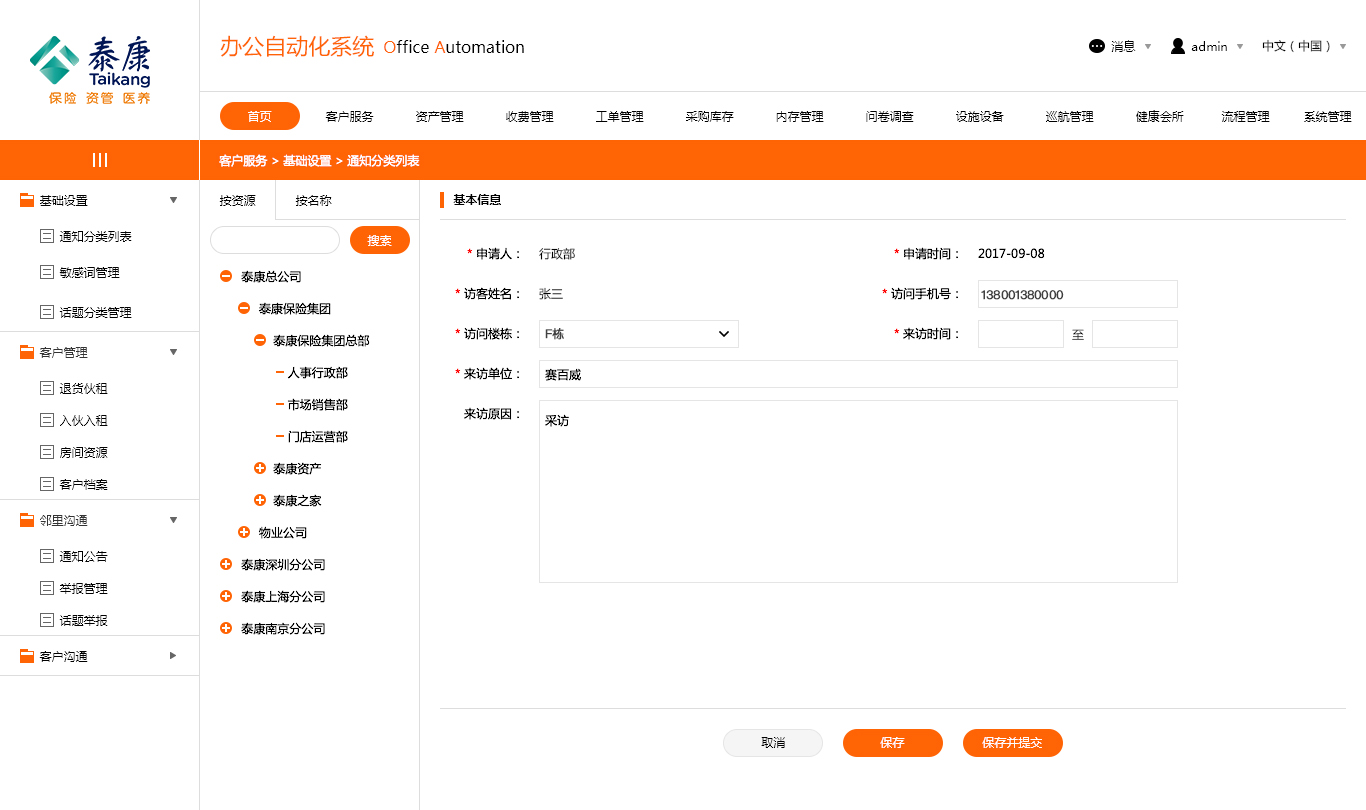 泰康
Taikang
保险 资管 医养
办公自动化系统 Office Automation
消息 admin 中文 ( 中国 )
首页 客户服务 资产管理 收费管理 工单管理 采购库存 内存管理 问卷调查 设施设备 巡航管理 健康会所 流程管理 系统管理
客户服务 > 基础设置 > 通知分类列表
基础设置
通知分类列表
敏感词管理
话题分类管理
客户管理
退货伙租
入伙入租
房间资源
客户档案
邻里沟通
通知公告
举报管理
话题举报
客户沟通
按资源 按名称
搜索
泰康总公司
泰康保险集团
泰康保险集团总部
人事行政部
市场销售部
门店运营部
泰康资产
泰康之家
物业公司
泰康深圳分公司
泰康上海分公司
泰康南京分公司
基本信息
* 申请人： 行政部 * 申请时间： 2017-09-08
* 访客姓名： 张三 * 访问手机号： 138001380000
* 访问楼栋： F栋 * 来访时间： 至
* 来访单位： 赛百威
来访原因： 采访
取消 保存 保存并提交